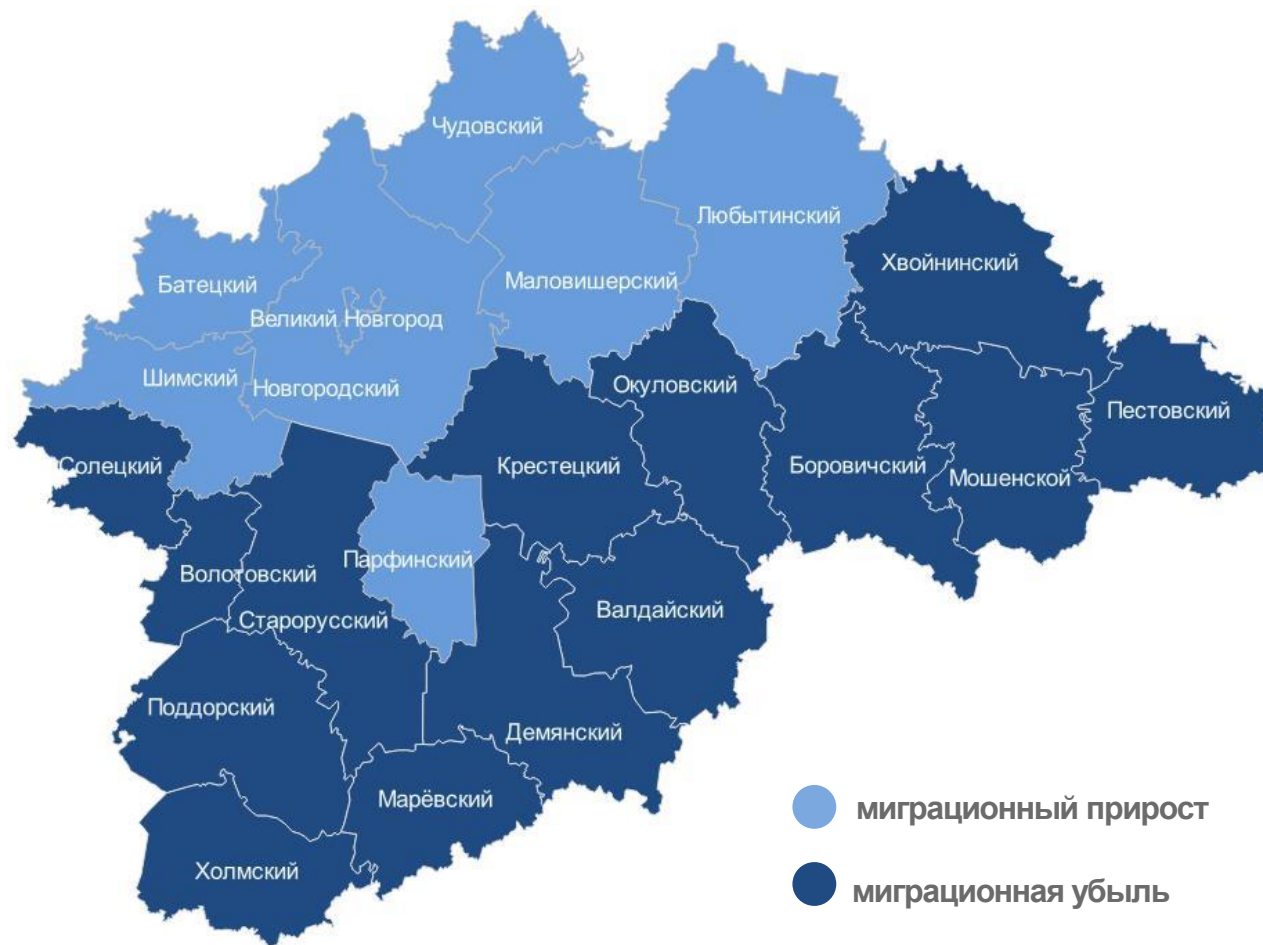 Чудовский
Любытинский
Хвойнинский
Батецкий
Маловишерский
Великий Новгород
Шимский
Новгородский
Окуловский
Пестовский
Солецкий
Крестецкий
Боровичский
Мошенской
Парфинский
Волотовский
Валдайский
Старорусский
Поддорский
Демянский
Марёвский
миграционный прирост
Холмский
миграционная убыль